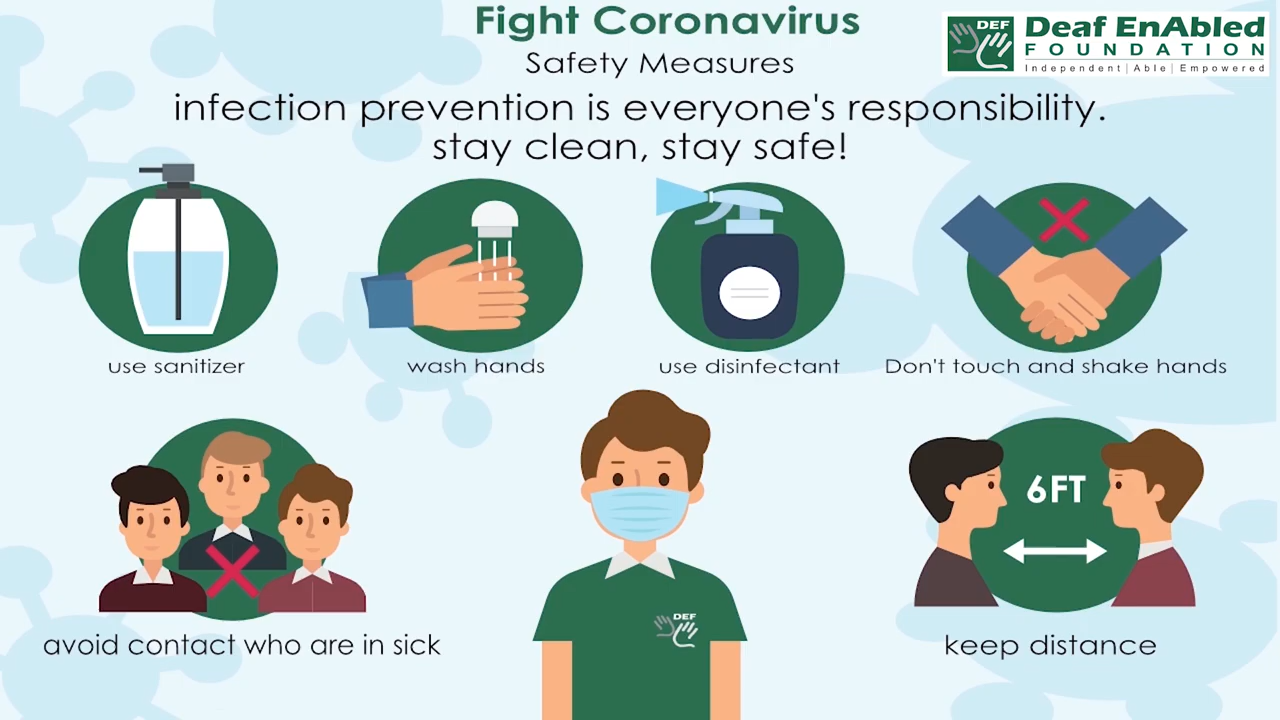 Fight Coronavirus
Safety Measures
DEF
Deaf EnAbled
FOUNDATION
Independent | Able | Empowered
infection prevention is everyone's responsibility.
stay clean, stay safe!
use sanitizer
wash hands
use disinfectant
Don't touch and shake hands
6FT
DEF
avoid contact who are in sick
keep distance